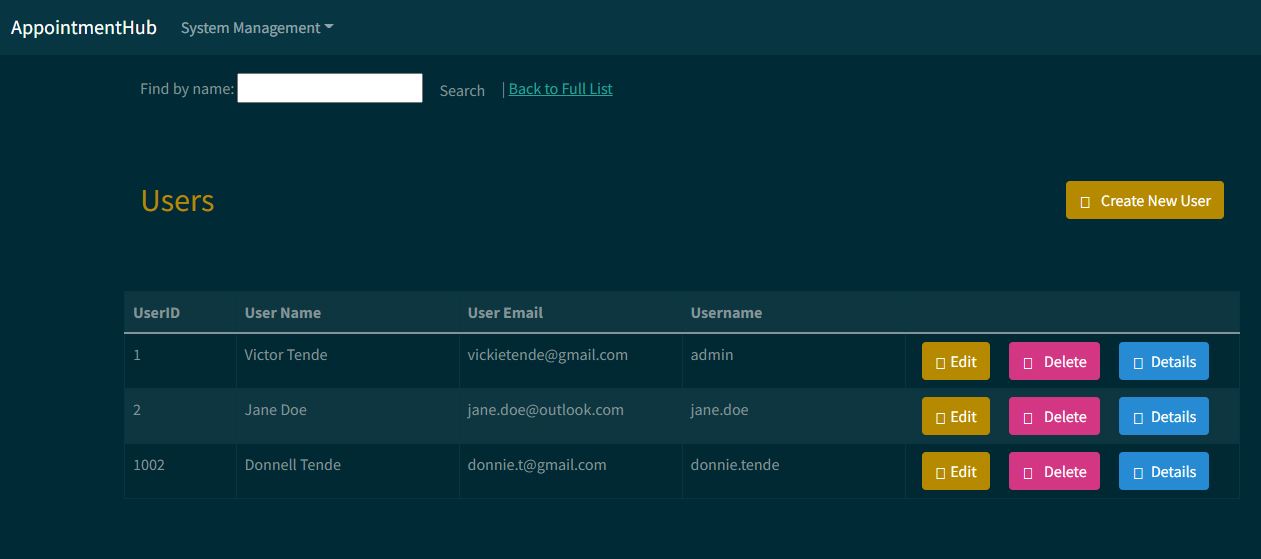 AppointmentHub System Management
Find by name: Search | Back to Full List
Users Create New User
UserID User Name User Email Username
1 Victor Tende vickietende@gmail.com admin Edit Delete Details
2 Jane Doe jane.doe@outlook.com jane.doe Edit Delete Details
1002 Donnell Tende donnie.t@gmail.com donnie.tende Edit Delete Details